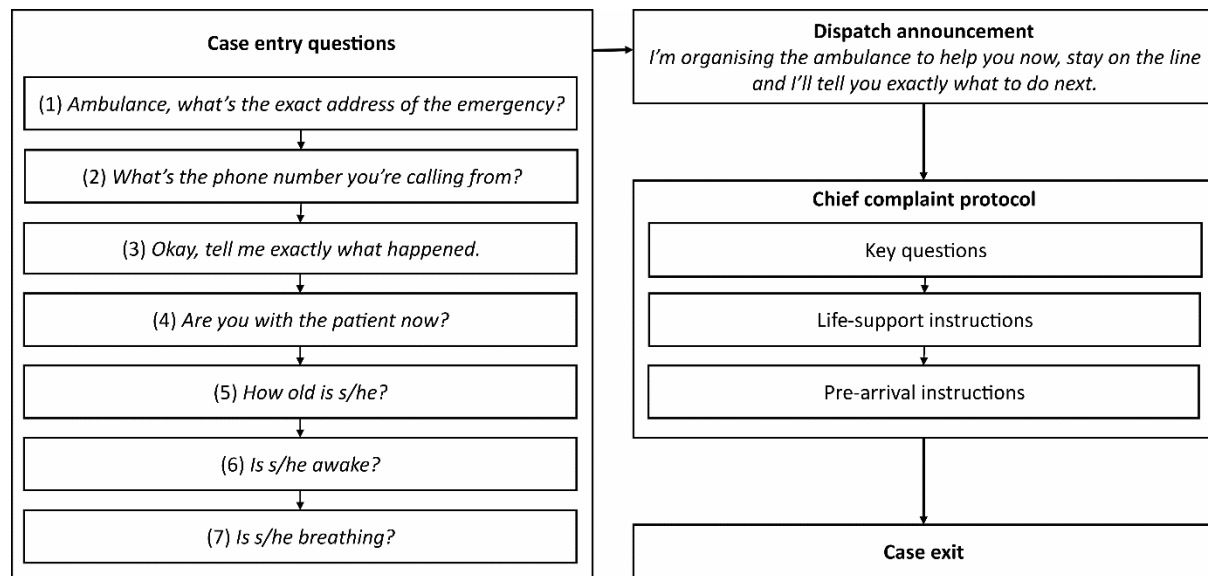 Case entry questions
(1) Ambulance, what’s the exact address of the emergency?
(2) What’s the phone number you’re calling from?
(3) Okay, tell me exactly what happened.
(4) Are you with the patient now?
(5) How old is s/he?
(6) Is s/he awake?
(7) Is s/he breathing?
Dispatch announcement
I’m organising the ambulance to help you now, stay on the line
and I’ll tell you exactly what to do next.
Chief complaint protocol
Key questions
Life-support instructions
Pre-arrival instructions
Case exit